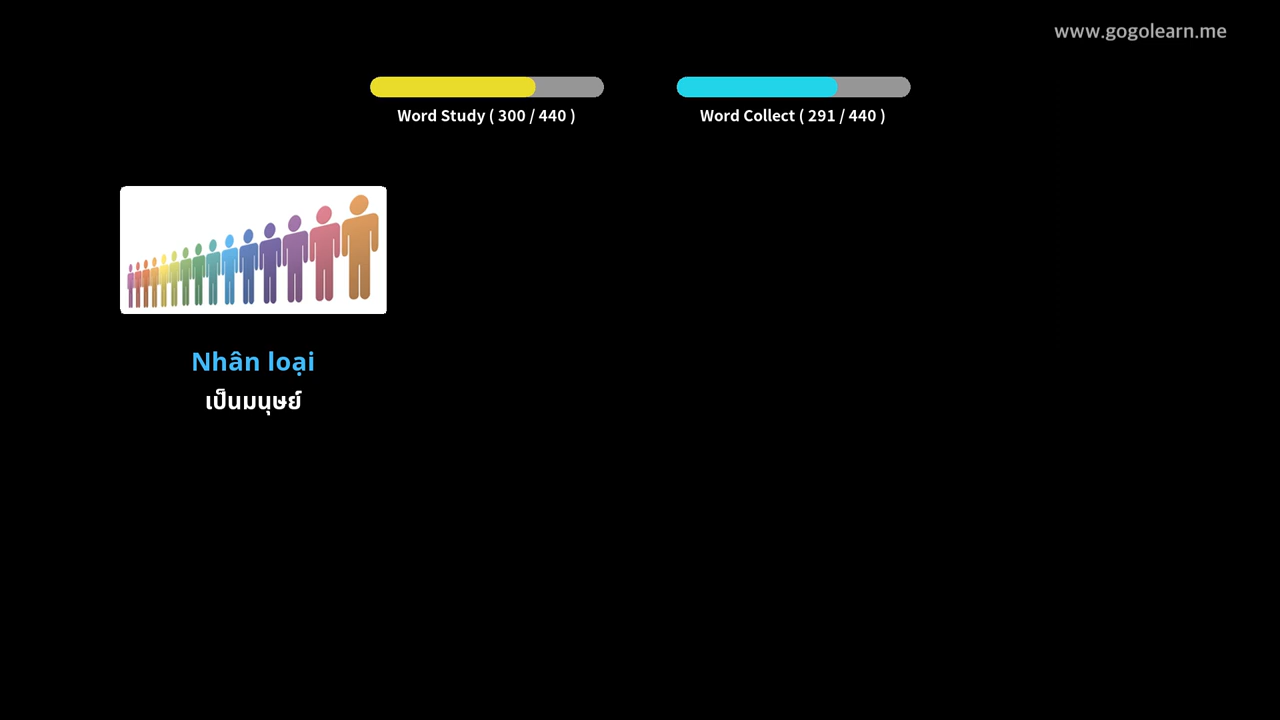 www.gogolearn.me
Word Study ( 300 / 440 )
Word Collect ( 291 / 440 )
Nhân loại
เป็นมนุษย์